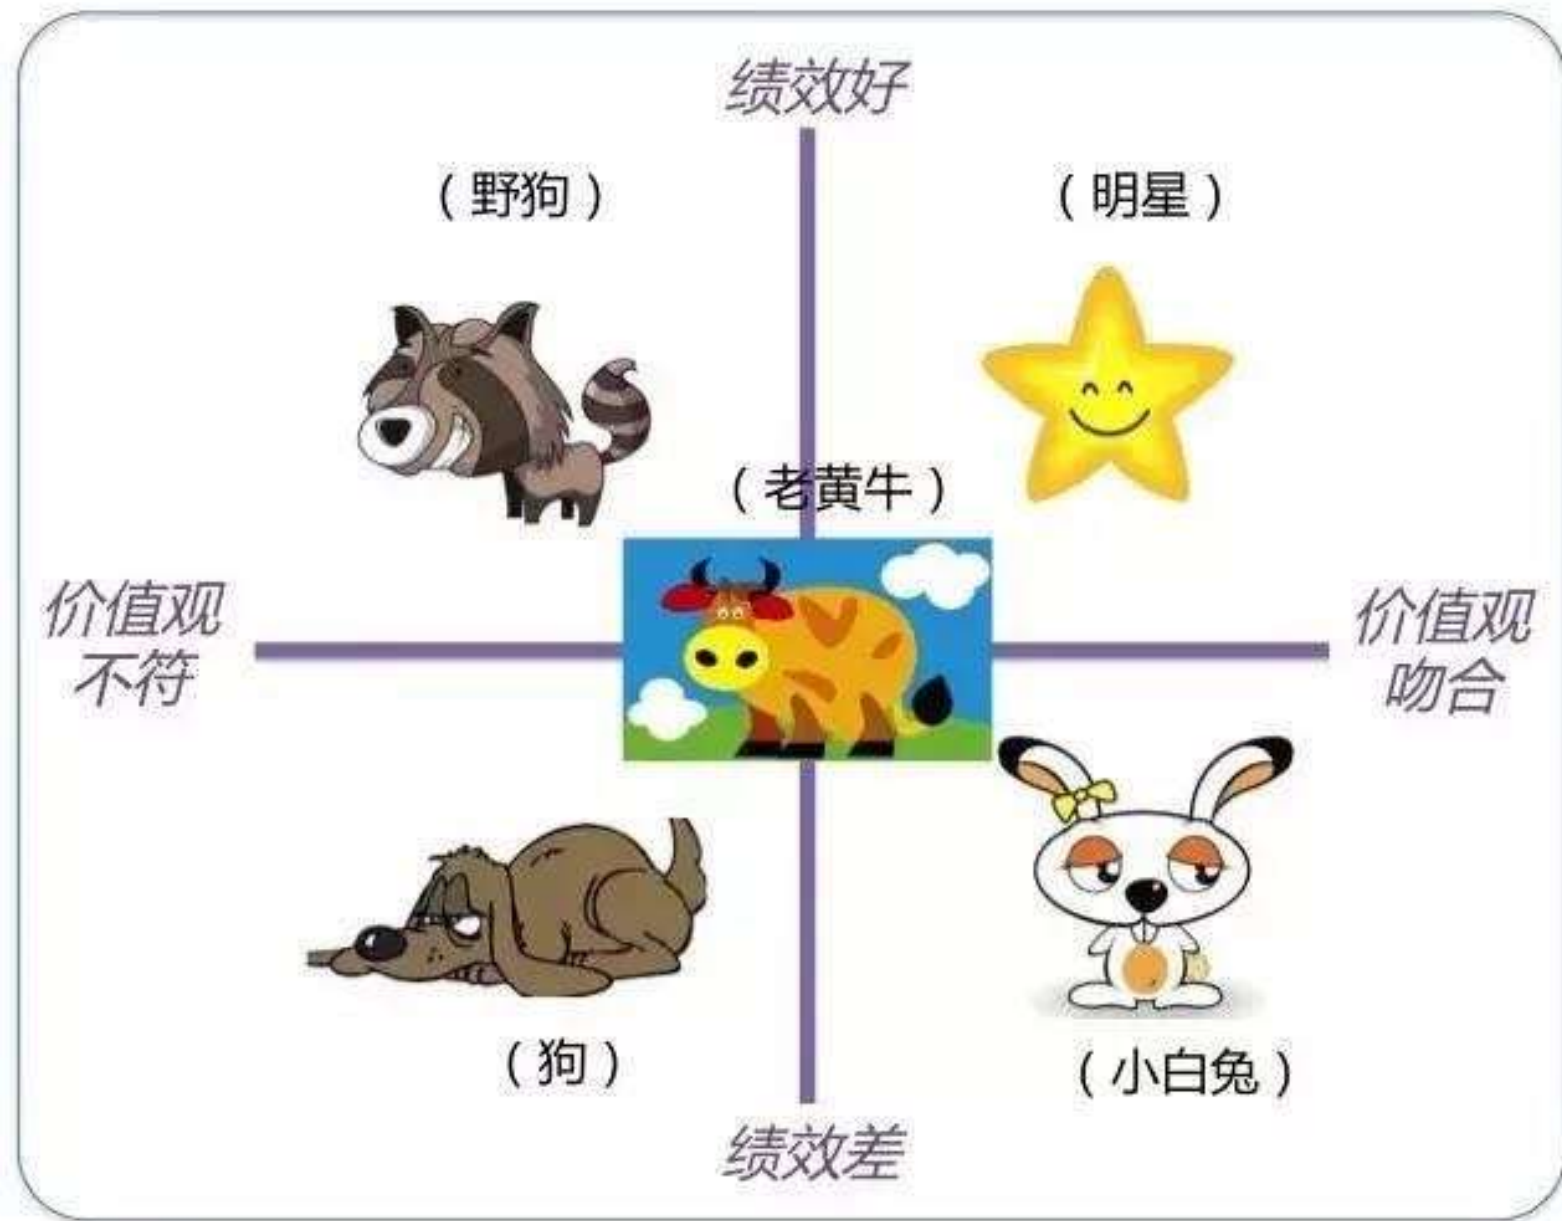 绩效好
（野狗）
（明星）
（老黄牛）
价值观
不符
价值观
吻合
（狗）
（小白兔）
绩效差